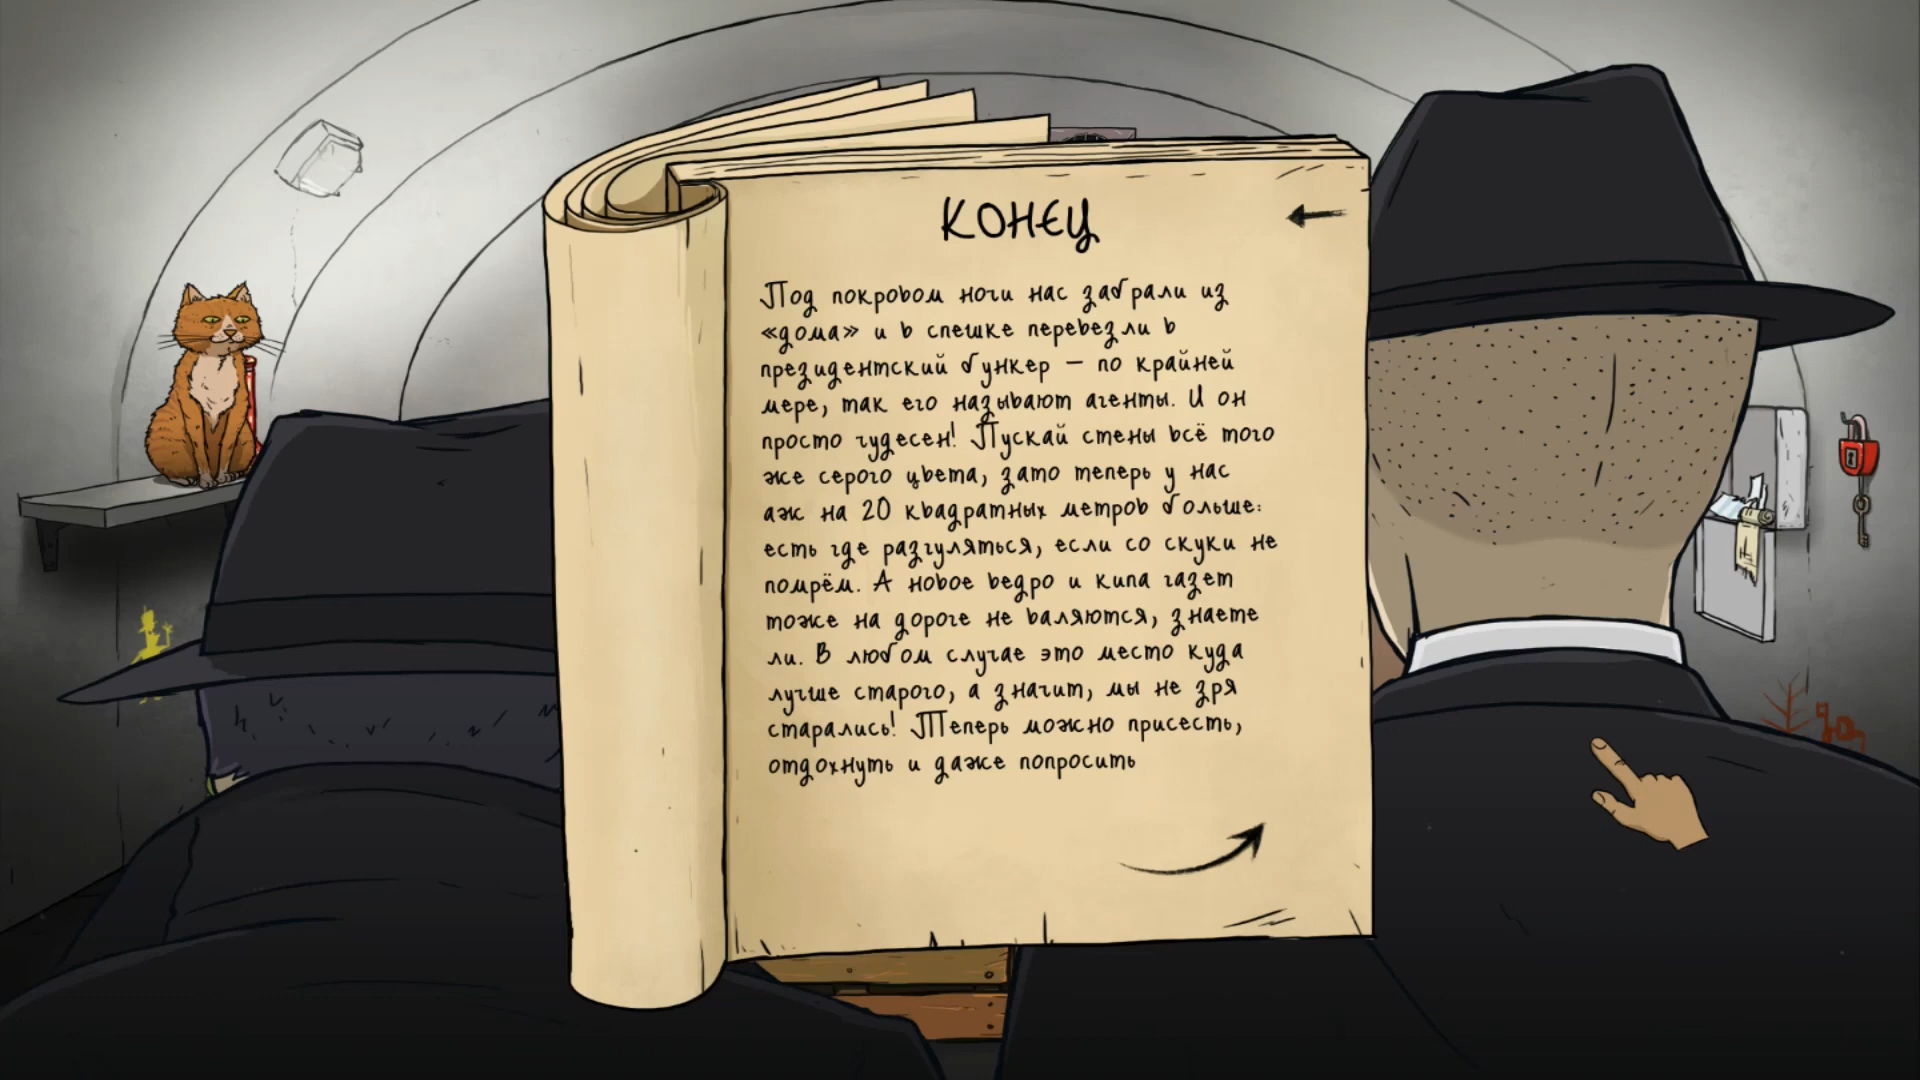 КОНЕЦ
Под покровом ночи нас забрали из
«дома» и в спешке перевезли в
президентский бункер — по крайней
мере, так его называют агенты. И он
просто чудесен! Пускай стены всё того
же серого цвета, зато теперь у нас
аж на 20 квадратных метров больше:
есть где разгуляться, если со скуки не
помрём. А новое ведро и кипа газет
тоже на дороге не валяются, знаете
ли. В любом случае это место куда
лучше старого, а значит, мы не зря
старались! Теперь можно присесть,
отдохнуть и даже попросить